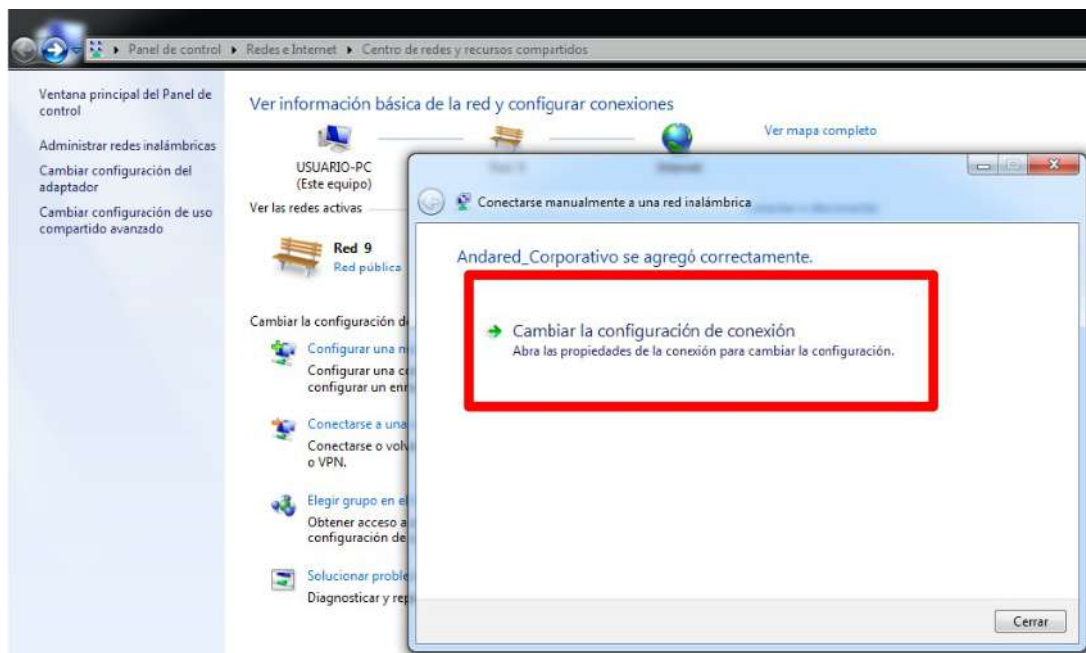 Panel de control ▸ Redes e Internet ▸ Centro de redes y recursos compartidos
Ventana principal del Panel de
control
Administrar redes inalámbricas
Cambiar configuración del
adaptador
Cambiar configuración de uso
compartido avanzado
Ver información básica de la red y configurar conexiones
Ver mapa completo
USUARIO-PC
(Este equipo)
Ver las redes activas
Red 9
Red pública
Cambiar la configuración d
Configurar una
Configurar una
configurar un
Conectarse a una
Conectarse o
o VPN.
Elegir grupo en
Obtener acceso
configuración de
Solucionar
Diagnosticar y
Conectarse manualmente a una red inalámbrica
Andared_Corporativo se agregó correctamente.
Cambiar la configuración de conexión
Abra las propiedades de la conexión para cambiar la configuración.
Cerrar